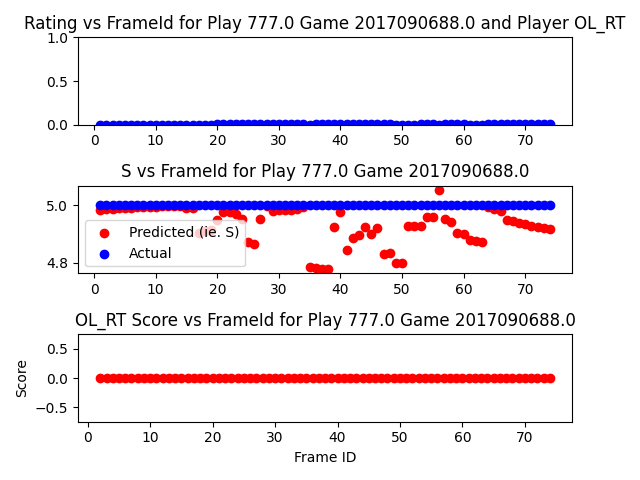 Rating vs FrameId for Play 777.0 Game 2017090688.0 and Player OL_RT
1.0
0.5
0.0
0 10 20 30 40 50 60 70
S vs FrameId for Play 777.0 Game 2017090688.0
5.0
4.8
Predicted (ie. S)
Actual
0 10 20 30 40 50 60 70
OL_RT Score vs FrameId for Play 777.0 Game 2017090688.0
Score
0.5
0.0
−0.5
0 10 20 30 40 50 60 70
Frame ID